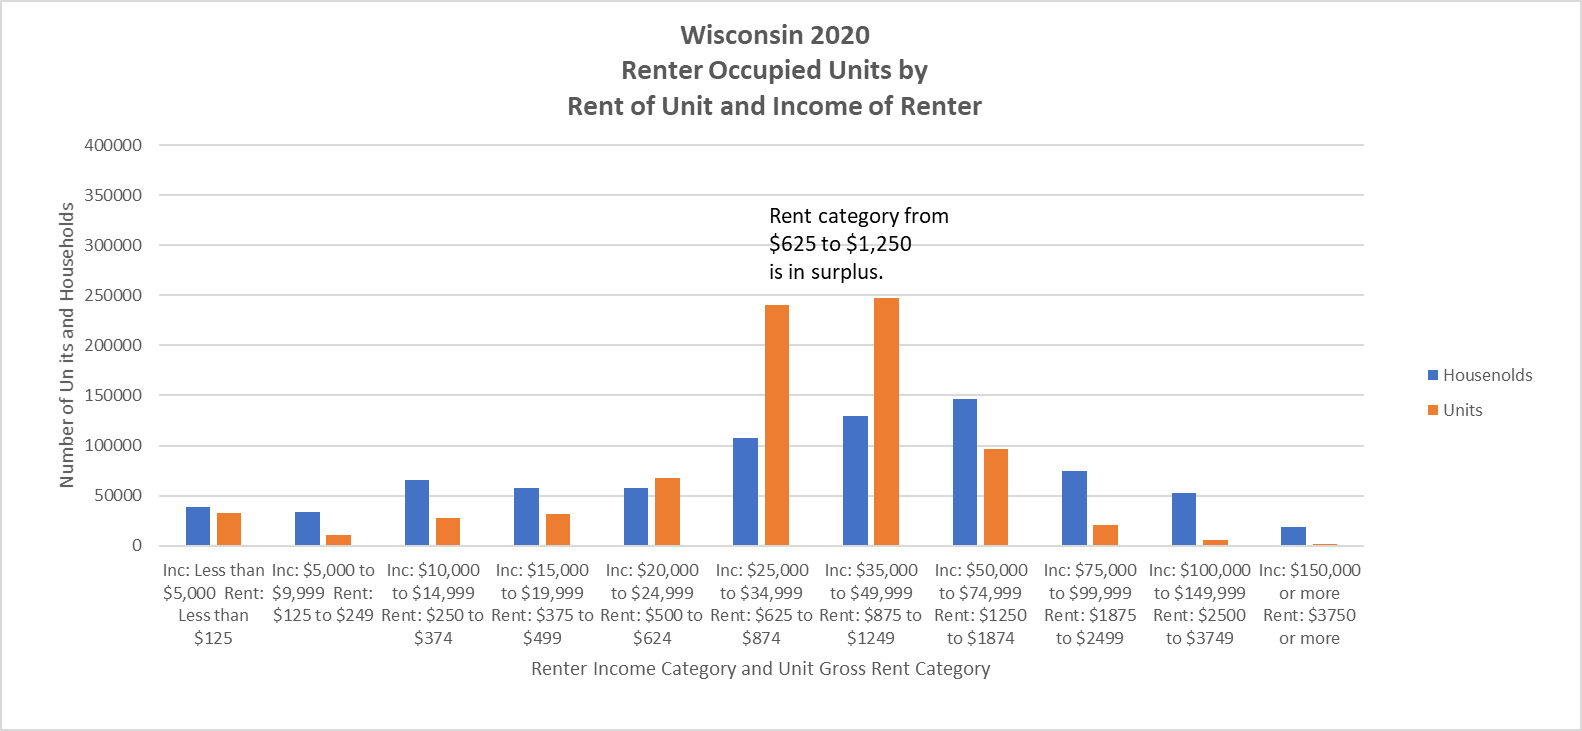 Wisconsin 2020
Renter Occupied Units by
Rent of Unit and Income of Renter
400000
350000
300000
250000
200000
150000
100000
50000
0
Number of Un its and Households
Rent category from
$625 to $1,250
is in surplus.
Housenolds
Units
Inc: Less than
$5,000 Rent:
Less than
$125
Inc: $5,000 to
$9,999 Rent:
$125 to $249
Inc: $10,000
to $14,999
Rent: $250 to
$374
Inc: $15,000
to $19,999
Rent: $375 to
$499
Inc: $20,000
to $24,999
Rent: $500 to
$624
Inc: $25,000
to $34,999
Rent: $625 to
$874
Inc: $35,000
to $49,999
Rent: $875 to
$1249
Inc: $50,000
to $74,999
Rent: $1250
to $1874
Inc: $75,000
to $99,999
Rent: $1875
to $2499
Inc: $100,000
to $149,999
Rent: $2500
to $3749
Inc: $150,000
or more
Rent: $3750
or more
Renter Income Category and Unit Gross Rent Category